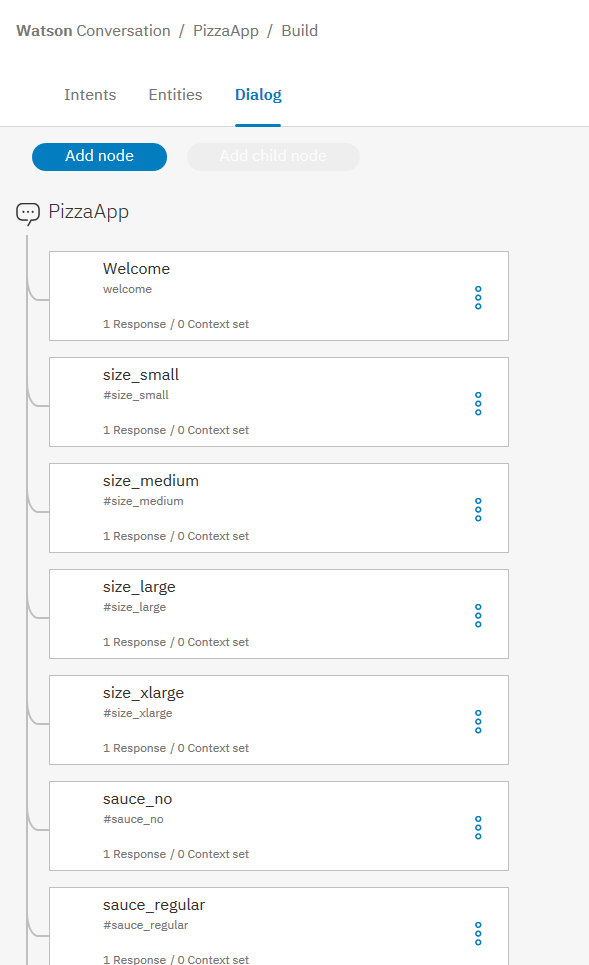 Watson Conversation / PizzaApp / Build
Intents Entities Dialog
Add node Add child node
PizzaApp
Welcome
welcome
1 Response / 0 Context set
size_small
#size_small
1 Response / 0 Context set
size_medium
#size_medium
1 Response / 0 Context set
size_large
#size_large
1 Response / 0 Context set
size_xlarge
#size_xlarge
1 Response / 0 Context set
sauce_no
#sauce_no
1 Response / 0 Context set
sauce_regular
#sauce_regular
1 Response / 0 Context set